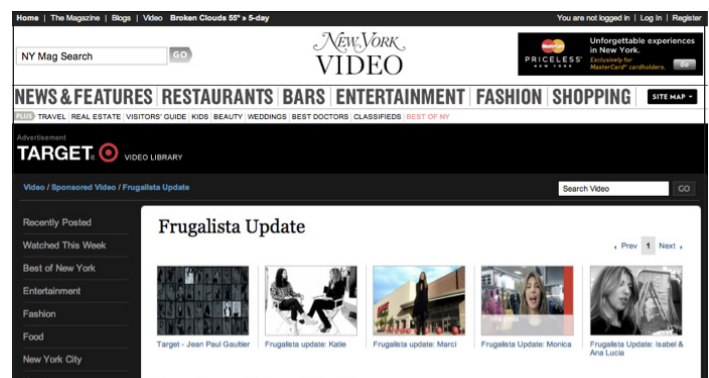 Home | The Magazine | Blogs | Video Broken Clouds 55° » 5-day
You are not logged in | Log In | Register
NY Mag Search GO
NEW YORK
VIDEO
PRICELESS
NEW YORK
Unforgettable experiences
in New York.
Exclusively for
MasterCard® cardholders.
NEWS & FEATURES | RESTAURANTS | BARS | ENTERTAINMENT | FASHION | SHOPPING | SITE MAP
PLUS TRAVEL REAL ESTATE VISITORS' GUIDE KIDS BEAUTY WEDDINGS BEST DOCTORS CLASSIFIEDS BEST OF NY
Advertisement
TARGET. VIDEO LIBRARY
Video / Sponsored Video / Frugalista Update
Search Video GO
Recently Posted
Watched This Week
Best of New York
Entertainment
Fashion
Food
New York City
Frugalista Update
Prev 1 Next
Target - Jean Paul Gaultier
Frugalista update: Katie
Frugalista update: Marci
Frugalista Update: Monica
Frugalista Update: Isabel &
Ana Lucia